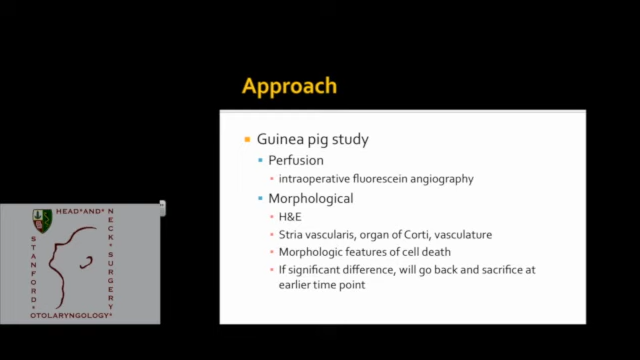 Approach
Guinea pig study
Perfusion
intraoperative fluorescein angiography
Morphological
H&E
Stria vascularis, organ of Corti, vasculature
Morphologic features of cell death
If significant difference, will go back and sacrifice at
earlier time point
HEAD*AND*
NECK*SURGERY
STANFORD*
OTOLARYNGOLOGY*